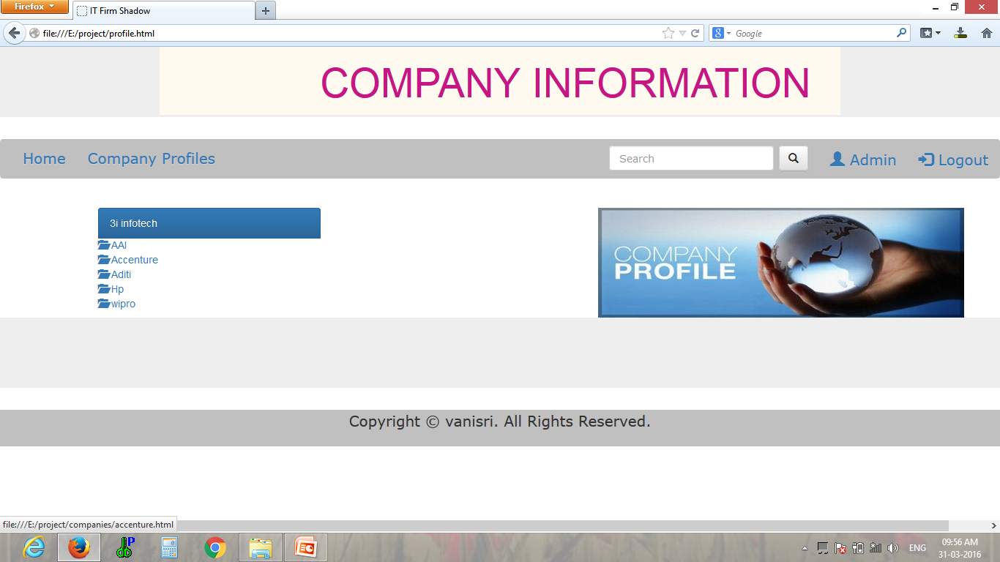 Firefox
IT Firm Shadow
file:///E:/project/profile.html
Google
COMPANY INFORMATION
Home
Company Profiles
Search
Admin
Logout
3i infotech
AAI
Accenture
Aditi
Hp
wipro
COMPANY
PROFILE
Copyright © vanisri. All Rights Reserved.
file:///E:/project/companies/accenture.html
ENG
09:56 AM
31-03-2016